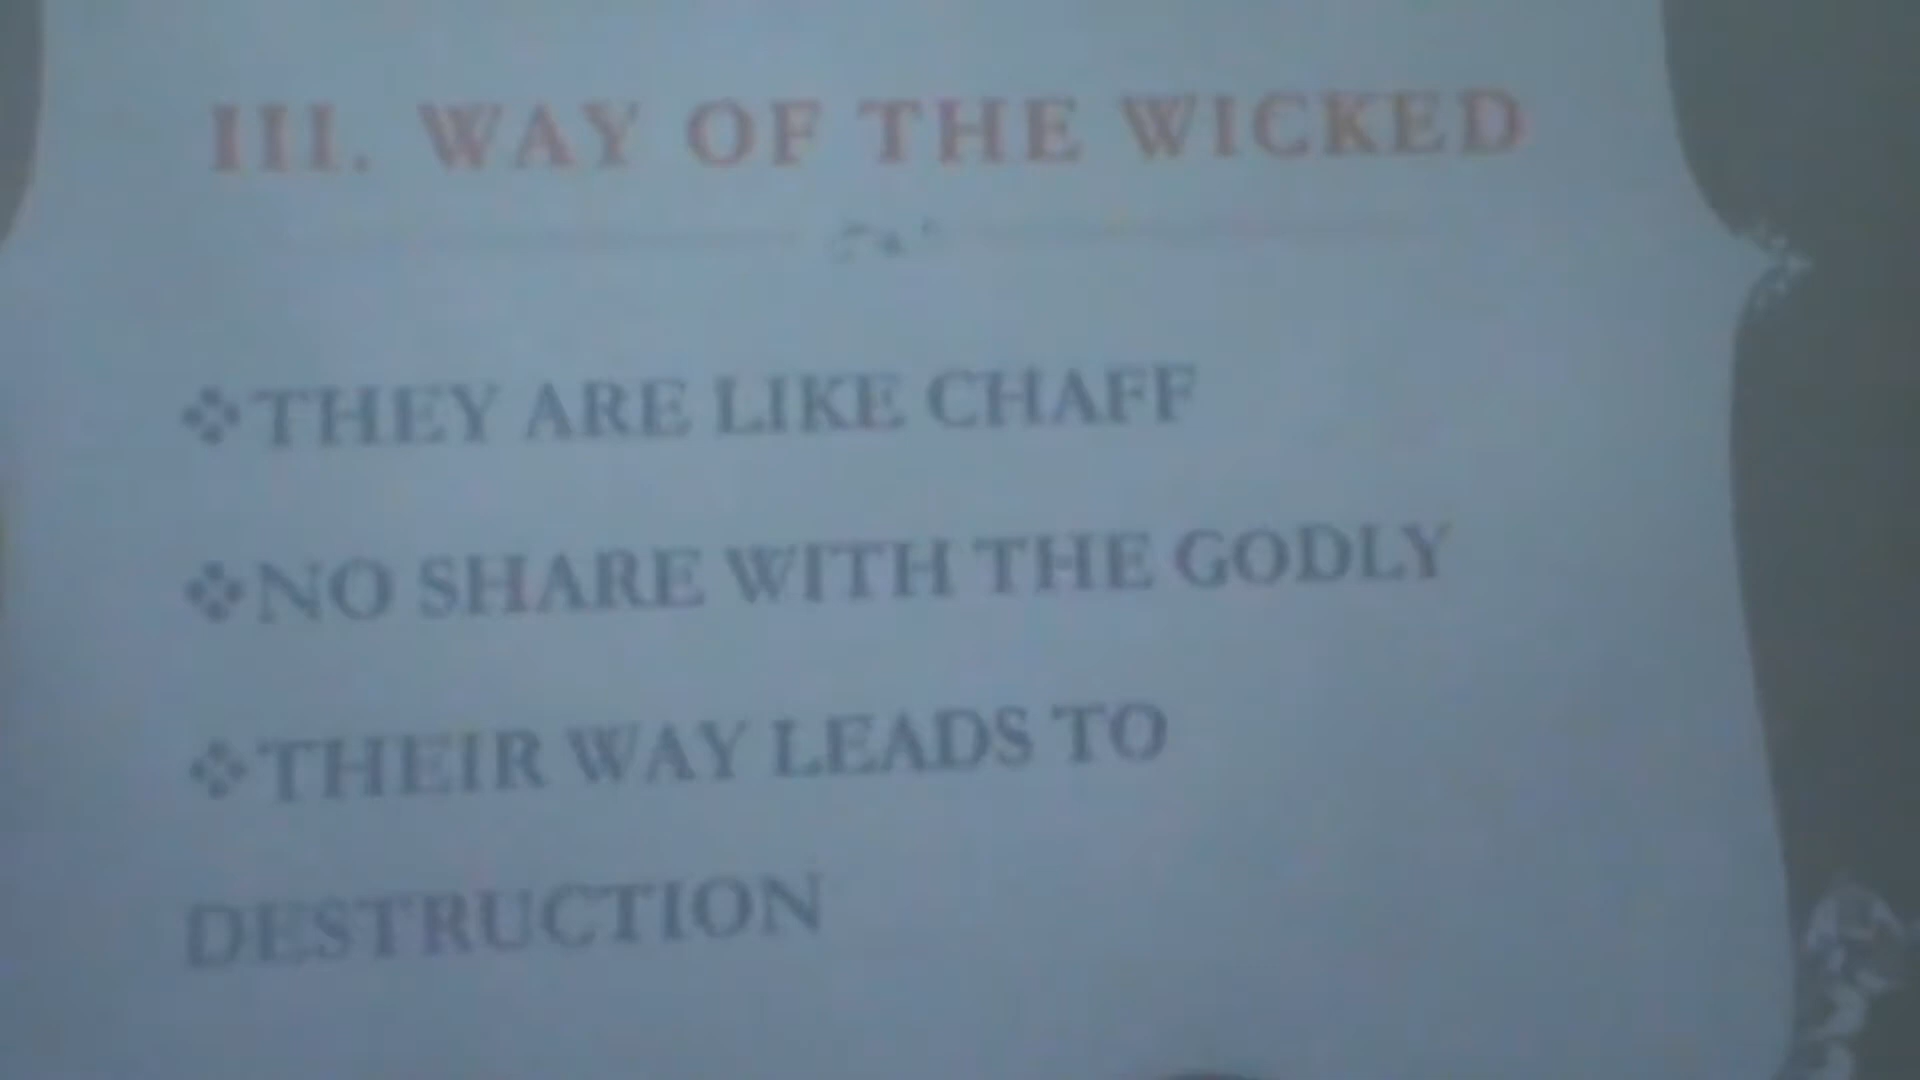 III. WAY OF THE WICKED
❖THEY ARE LIKE CHAFF
❖NO SHARE WITH THE GODLY
❖THEIR WAY LEADS TO
DESTRUCTION